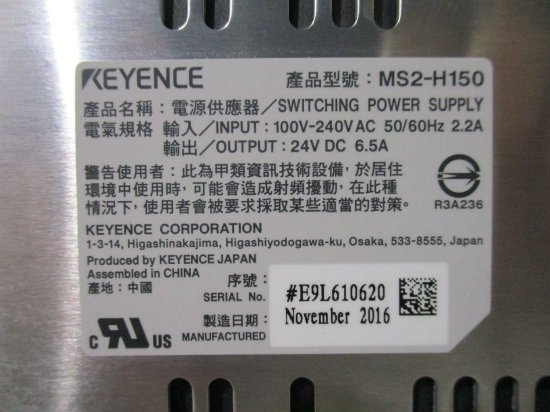 KEYENCE 產品型號：MS2-H150
產品名稱：電源供應器／SWITCHING POWER SUPPLY
電氣規格 輸入／INPUT：100V-240V AC 50/60Hz 2.2A
輸出／OUTPUT：24V DC 6.5A
警告使用者：此為甲類資訊技術設備，於居住
環境中使用時，可能會造成射頻擾動，在此種
情況下，使用者會被要求採取某些適當的對策。
R3A236
KEYENCE CORPORATION
1-3-14, Higashinakajima, Higashiyodogawa-ku, Osaka, 533-8555, Japan
Produced by KEYENCE JAPAN
Assembled in CHINA
產地：中國
序號：
SERIAL No.
#E9L610620
製造日期：
MANUFACTURED
November 2016
c RU US